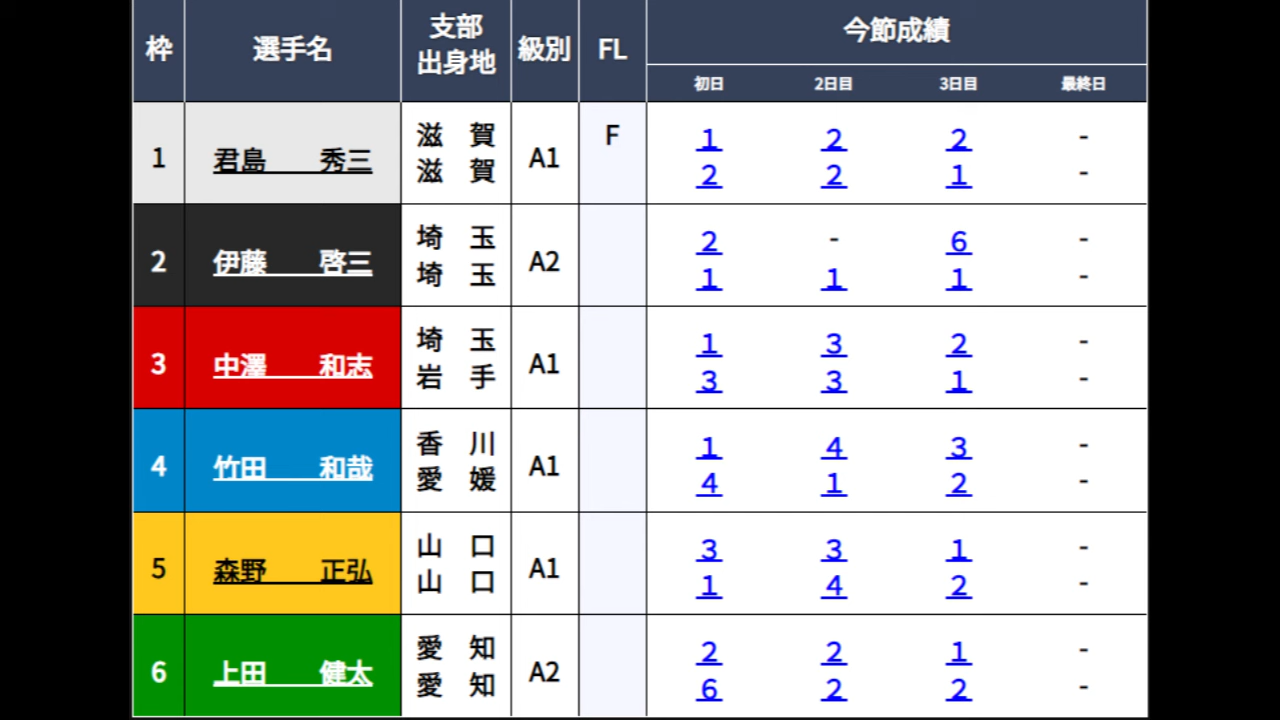 枠 選手名 支部 出身地 級別 FL 今節成績
初日 2日目 3日目 最終日
1 君島 秀三 滋 賀 A1 F 1 2 2 -
滋 賀 2 2 1 -
2 伊藤 啓三 埼 玉 A2 2 - 6 -
埼 玉 1 1 1 -
3 中澤 和志 埼 玉 A1 1 3 2 -
岩 手 3 3 1 -
4 竹田 和哉 香 川 A1 1 4 3 -
愛 媛 4 1 2 -
5 森野 正弘 山 口 A1 3 3 1 -
山 口 1 4 2 -
6 上田 健太 愛 知 A2 2 2 1 -
愛 知 6 2 2 -